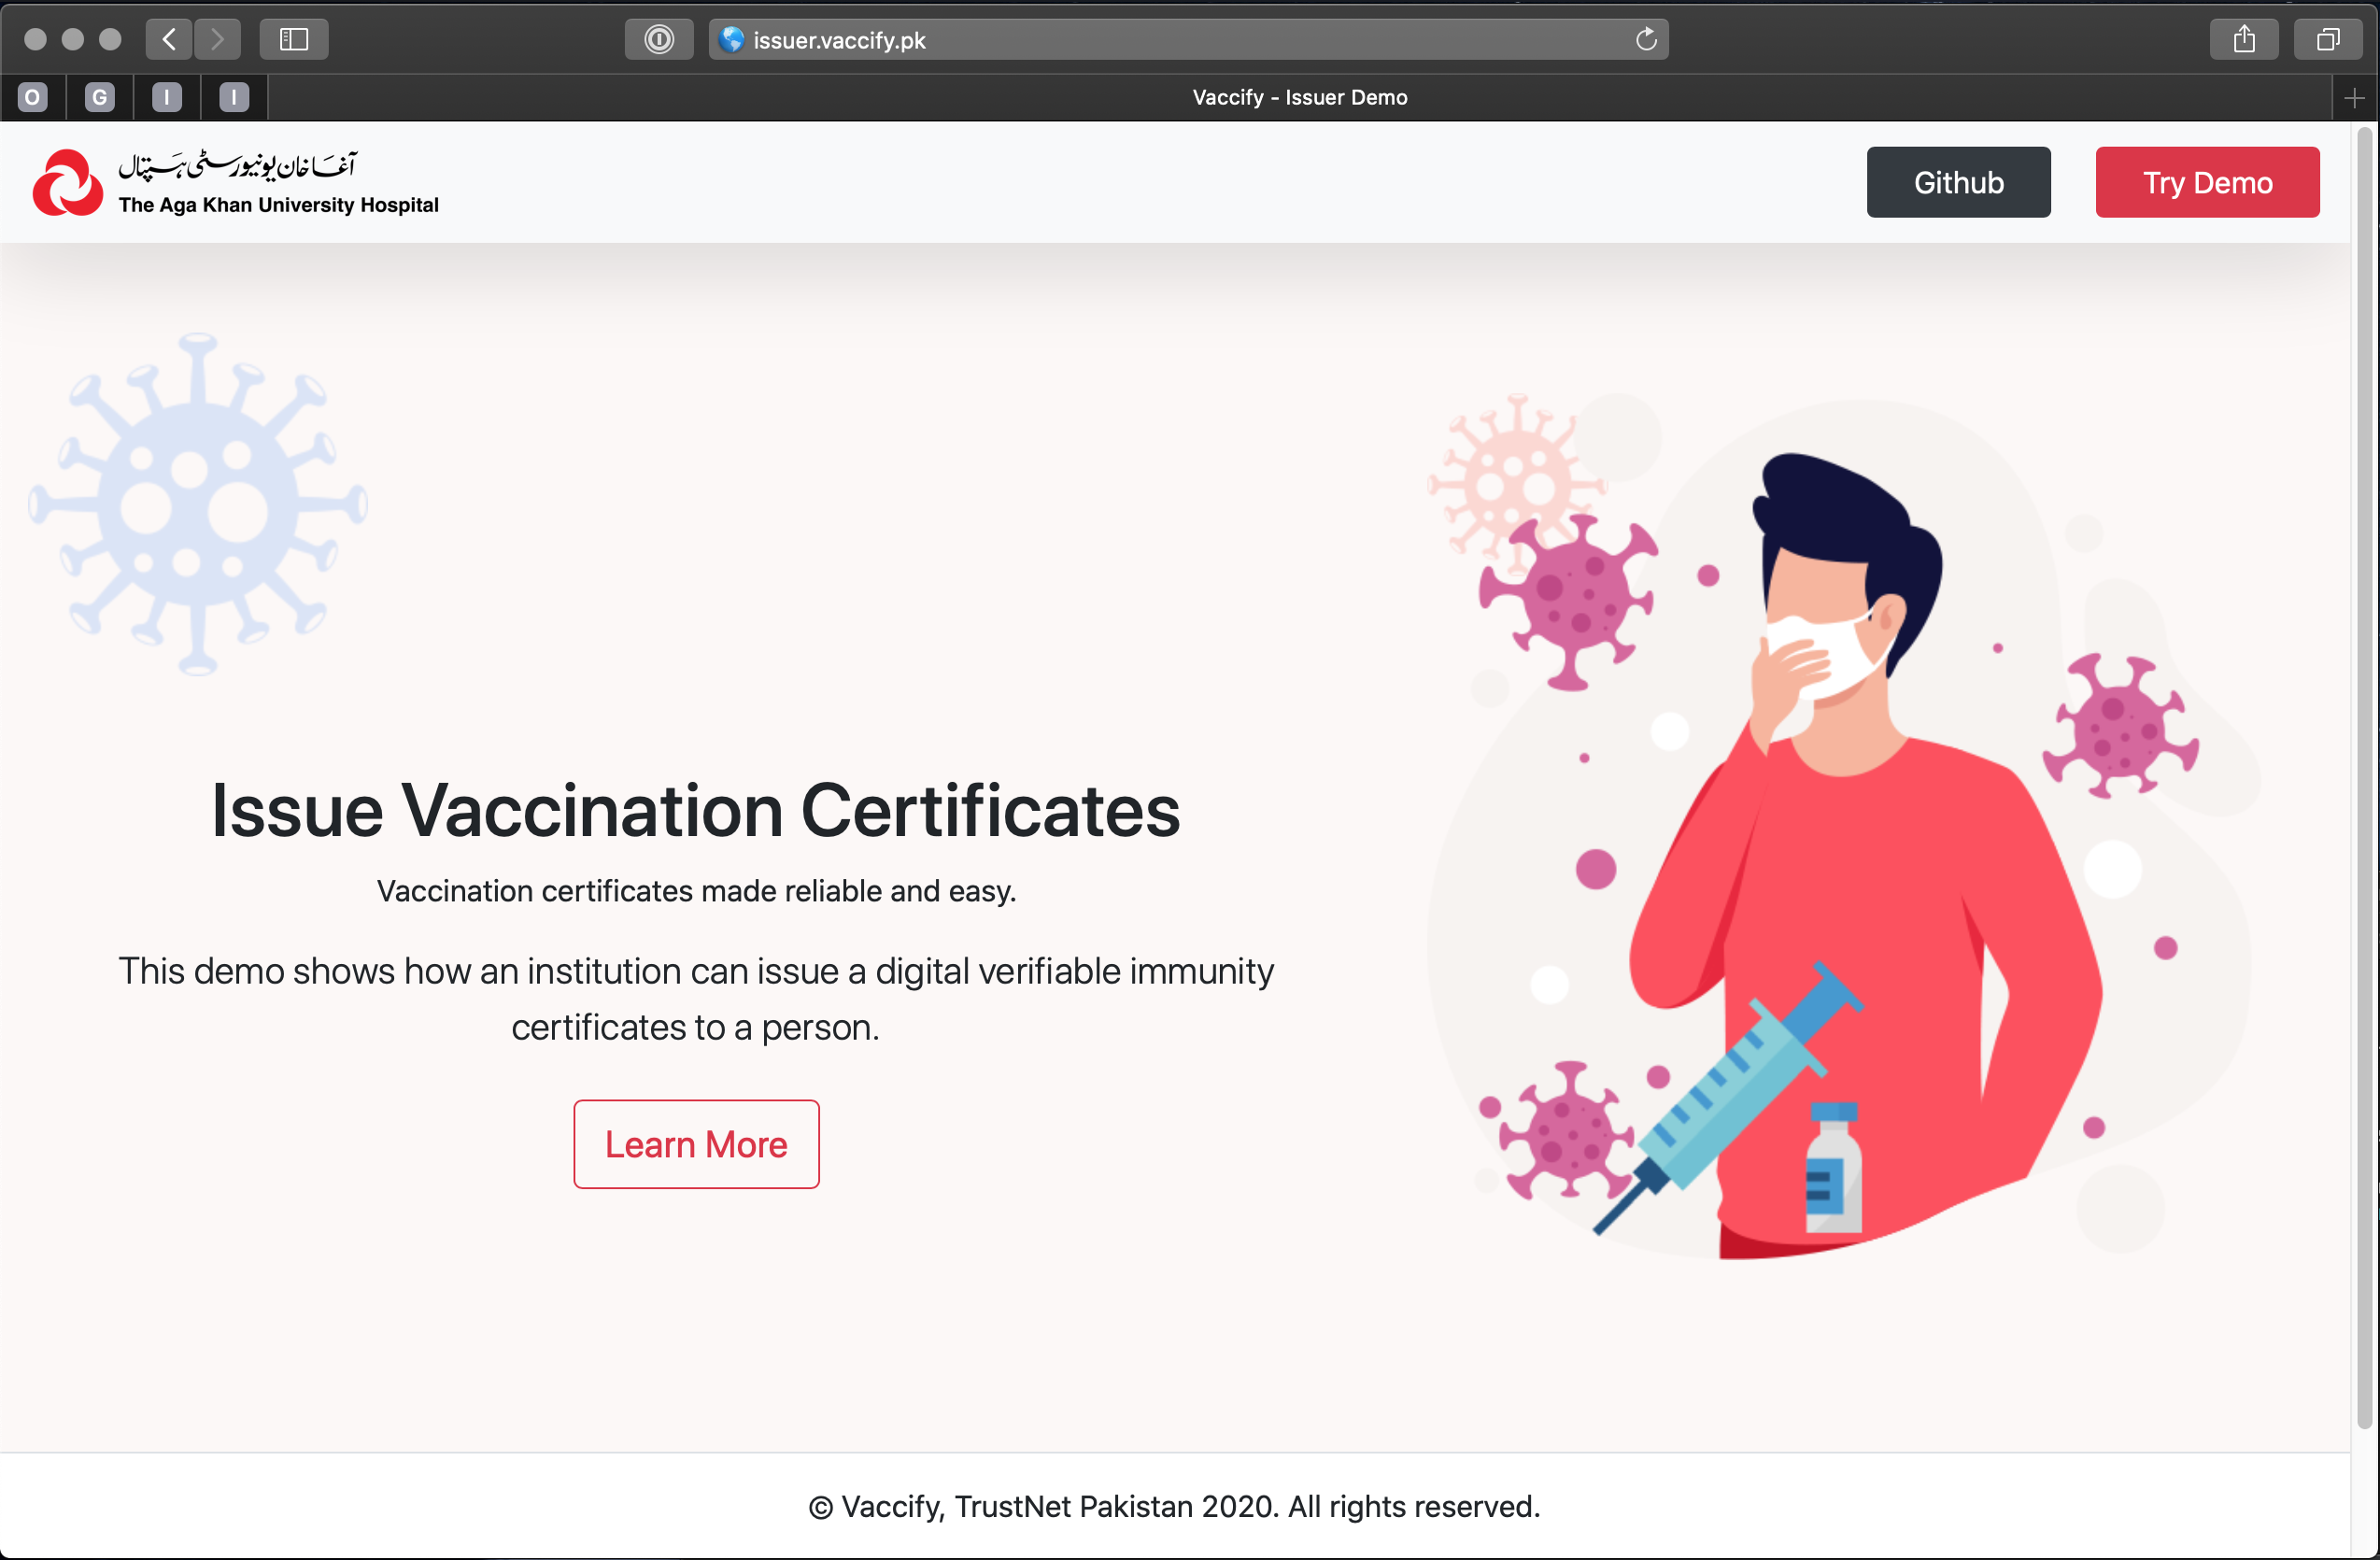 issuer.vaccify.pk
O G I I Vaccify - Issuer Demo
آغا خان یونیورسٹی ہسپتال
The Aga Khan University Hospital
Github Try Demo
Issue Vaccination Certificates
Vaccination certificates made reliable and easy.
This demo shows how an institution can issue a digital verifiable immunity
certificates to a person.
Learn More
© Vaccify, TrustNet Pakistan 2020. All rights reserved.